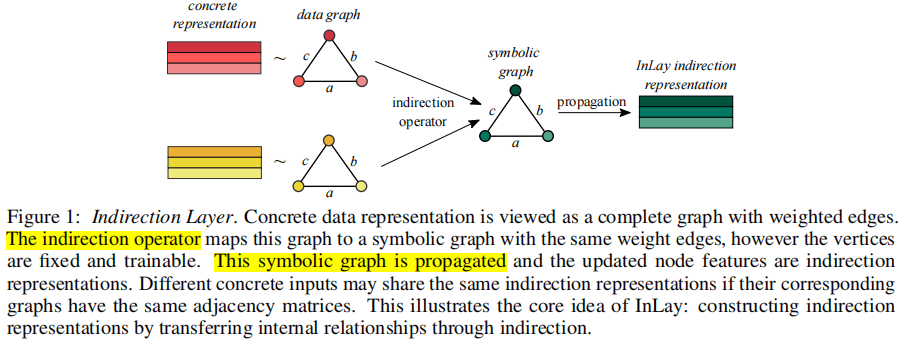 concrete
representation
data graph
~
c
b
a
symbolic
graph
InLay indirection
representation
indirection
operator
c
b
a
propagation
~
c
b
a
Figure 1: Indirection Layer. Concrete data representation is viewed as a complete graph with weighted edges.
The indirection operator maps this graph to a symbolic graph with the same weight edges, however the vertices
are fixed and trainable. This symbolic graph is propagated and the updated node features are indirection
representations. Different concrete inputs may share the same indirection representations if their corresponding
graphs have the same adjacency matrices. This illustrates the core idea of InLay: constructing indirection
representations by transferring internal relationships through indirection.